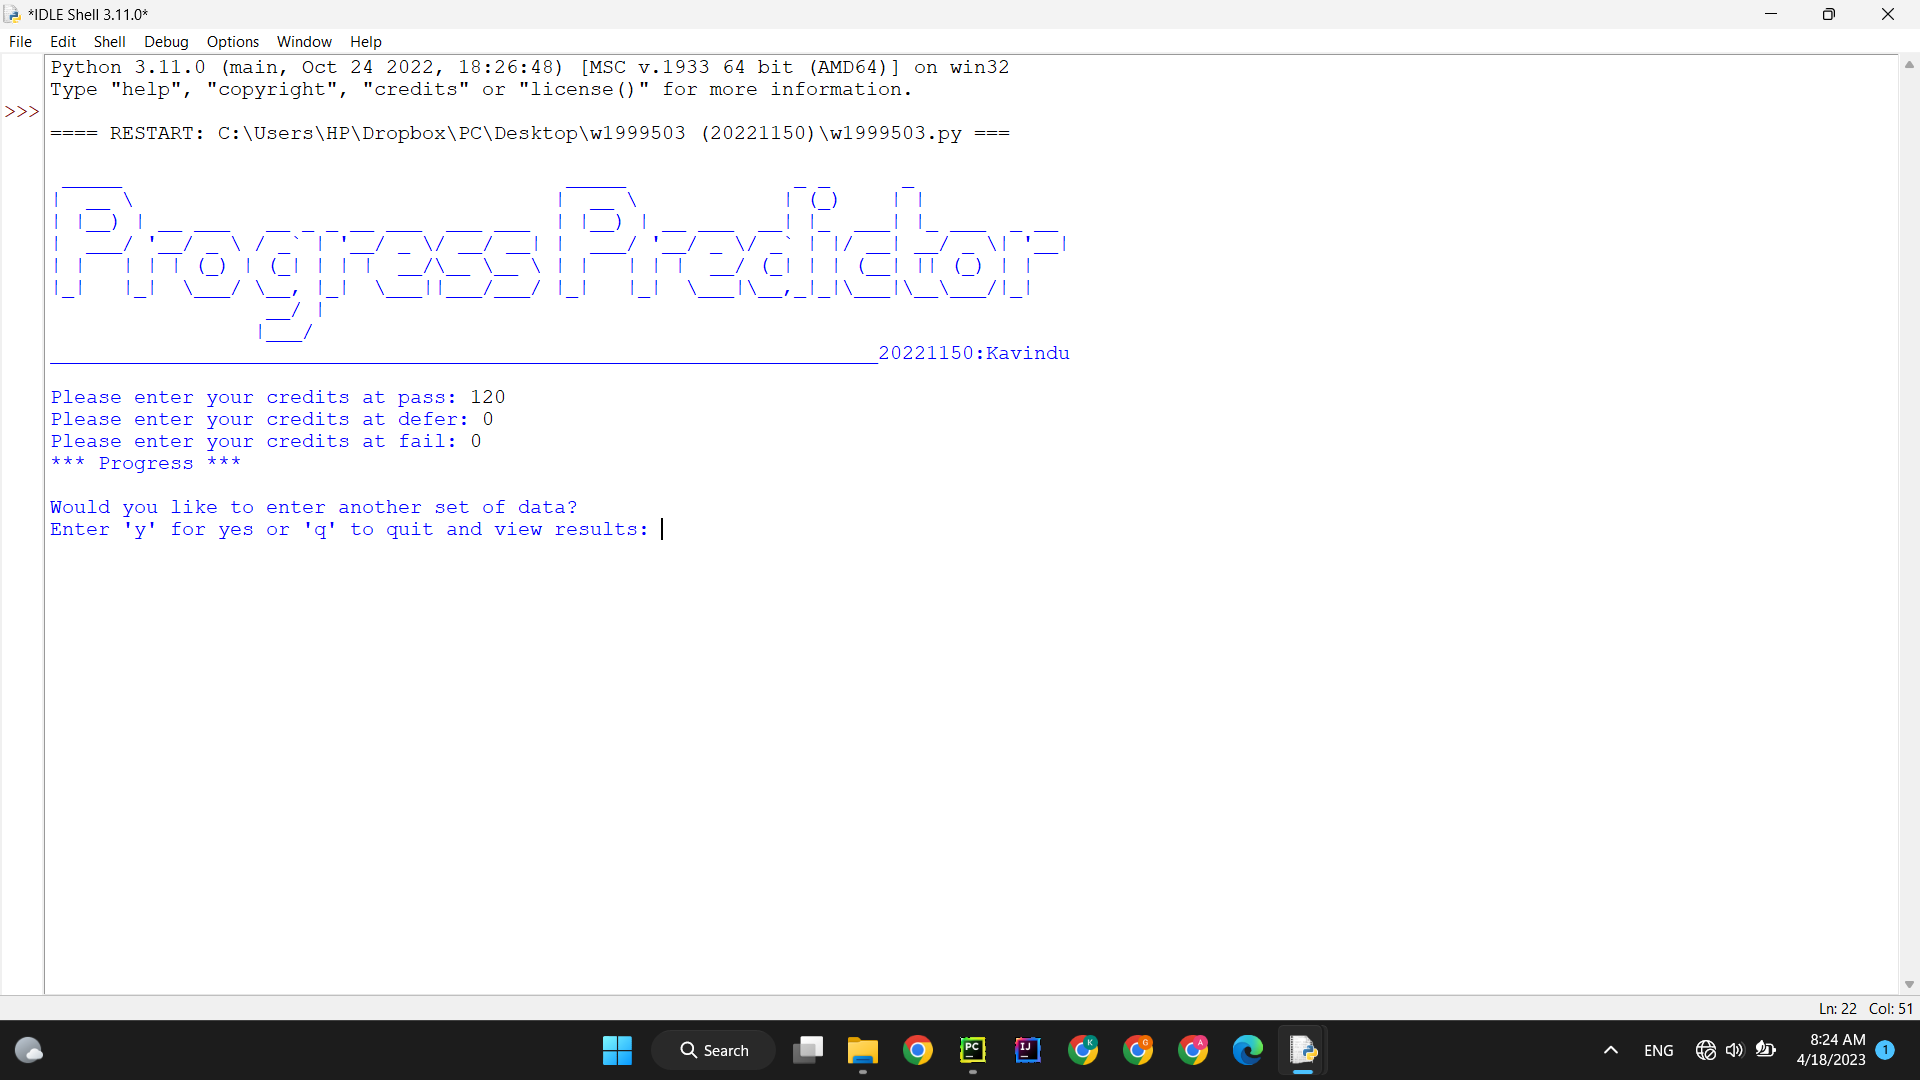 *IDLE Shell 3.11.0*
File Edit Shell Debug Options Window Help
Python 3.11.0 (main, Oct 24 2022, 18:26:48) [MSC v.1933 64 bit (AMD64)] on win32
Type "help", "copyright", "credits" or "license()" for more information.
>>>
==== RESTART: C:\Users\HP\Dropbox\PC\Desktop\w1999503 (20221150)\w1999503.py ===
ProgressPredictor
_____________________________________________________________________20221150:Kavindu
Please enter your credits at pass: 120
Please enter your credits at defer: 0
Please enter your credits at fail: 0
*** Progress ***
Would you like to enter another set of data?
Enter 'y' for yes or 'q' to quit and view results:
Ln: 22 Col: 51
Search
PC
IJ
K
G
A
ENG
8:24 AM
4/18/2023
1